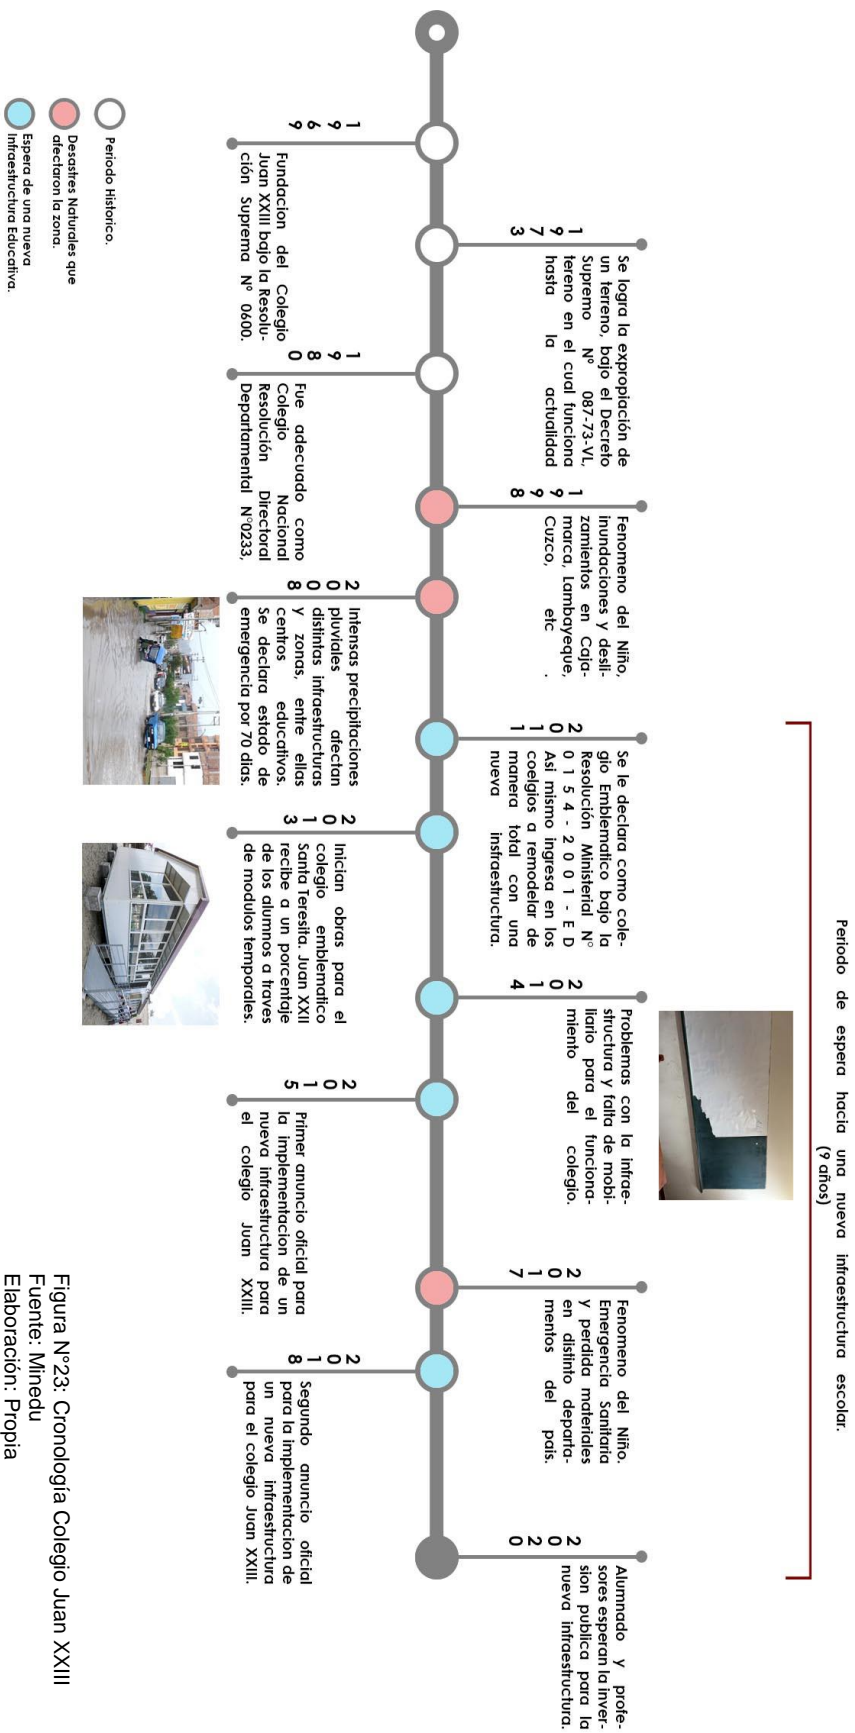 Periodo de espera hacia una nueva infraestructura escolar.
(9 años)
1973
Se logra la expropiación de
un terreno, bajo el Decreto
Supremo N° 087-73-VI,
tereno en el cual funciona
hasta la actualidad
1998
Fenomeno del Niño,
inundaciones y desli-
zamientos en Caja-
marca, Lambayeque,
Cuzco, etc .
2011
Se le declara como cole-
gio Emblematico bajo la
Resolución Ministerial N°
0154-2001-ED
Asi mismo ingresa en los
coelgios a remodelar de
manera total con una
nueva insfraestructura.
2014
Problemas con la infrae-
structura y falta de mobi-
liario para el funciona-
miento del colegio.
2017
Fenomeno del Niño.
Emergencia Sanitaria
y perdida materiales
en distinto departa-
mentos del pais.
2020
Alumnado y profe-
sores esperan la inver-
sion publica para la
nueva infraestructura.
1969
Fundacion del Colegio
Juan XXIII bajo la Resolu-
ción Suprema N° 0600.
1980
Fue adecuado como
Colegio Nacional
Resolución Directoral
Departamental N°0233,
2008
Intensas precipitaciones
pluviales afectan
distintas infraestructuras
y zonas, entre ellas
centros educativos.
Se declara estado de
emergencia por 70 dias.
2013
Inician obras para el
colegio emblematico
Santa Teresita. Juan XXII
recibe a un porcentaje
de los alumnos a traves
de modulos temporales.
2015
Primer anuncio oficial para
la implementacion de un
nueva infraestructura para
el colegio Juan XXIII.
2018
Segundo anuncio oficial
para la implementacion de
un nueva infraestructura
para el colegio Juan XXIII.
Periodo Historico.
Desastres Naturales que
afectaron la zona.
Espera de una nueva
Infraestructura Educativa.
Figura N°23: Cronología Colegio Juan XXIII
Fuente: Minedu
Elaboración: Propia